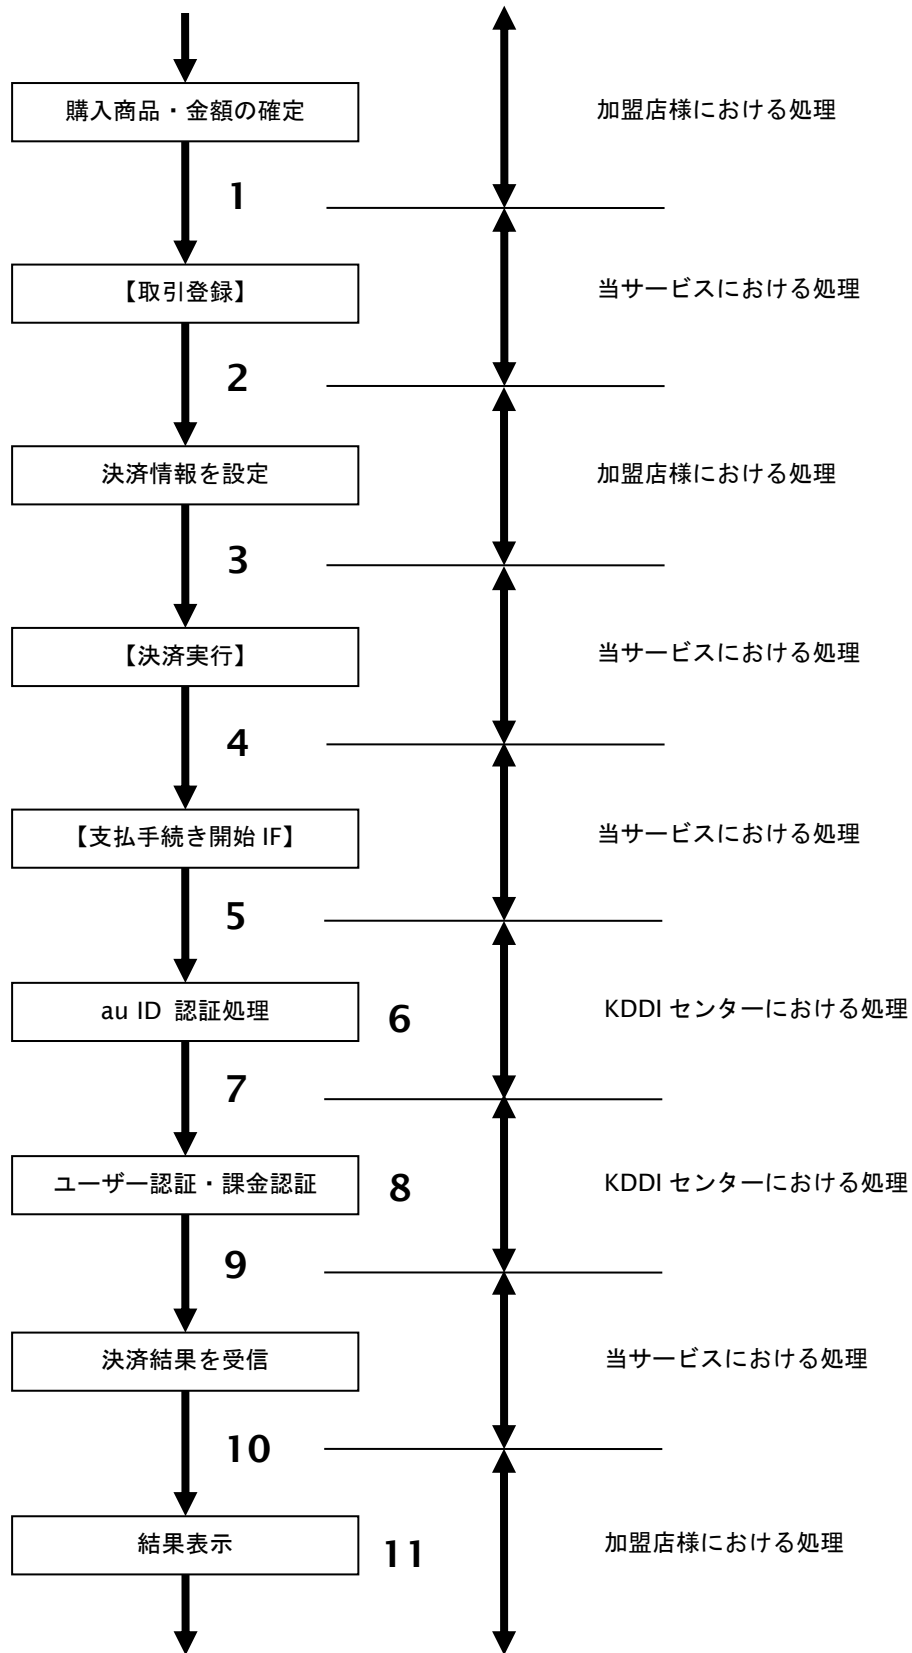 購入商品・金額の確定
加盟店様における処理
1
【取引登録】
当サービスにおける処理
2
決済情報を設定
加盟店様における処理
3
【決済実行】
当サービスにおける処理
4
【支払手続き開始 IF】
当サービスにおける処理
5
au ID 認証処理
6
KDDI センターにおける処理
7
ユーザー認証・課金認証
8
KDDI センターにおける処理
9
決済結果を受信
当サービスにおける処理
10
結果表示
11
加盟店様における処理